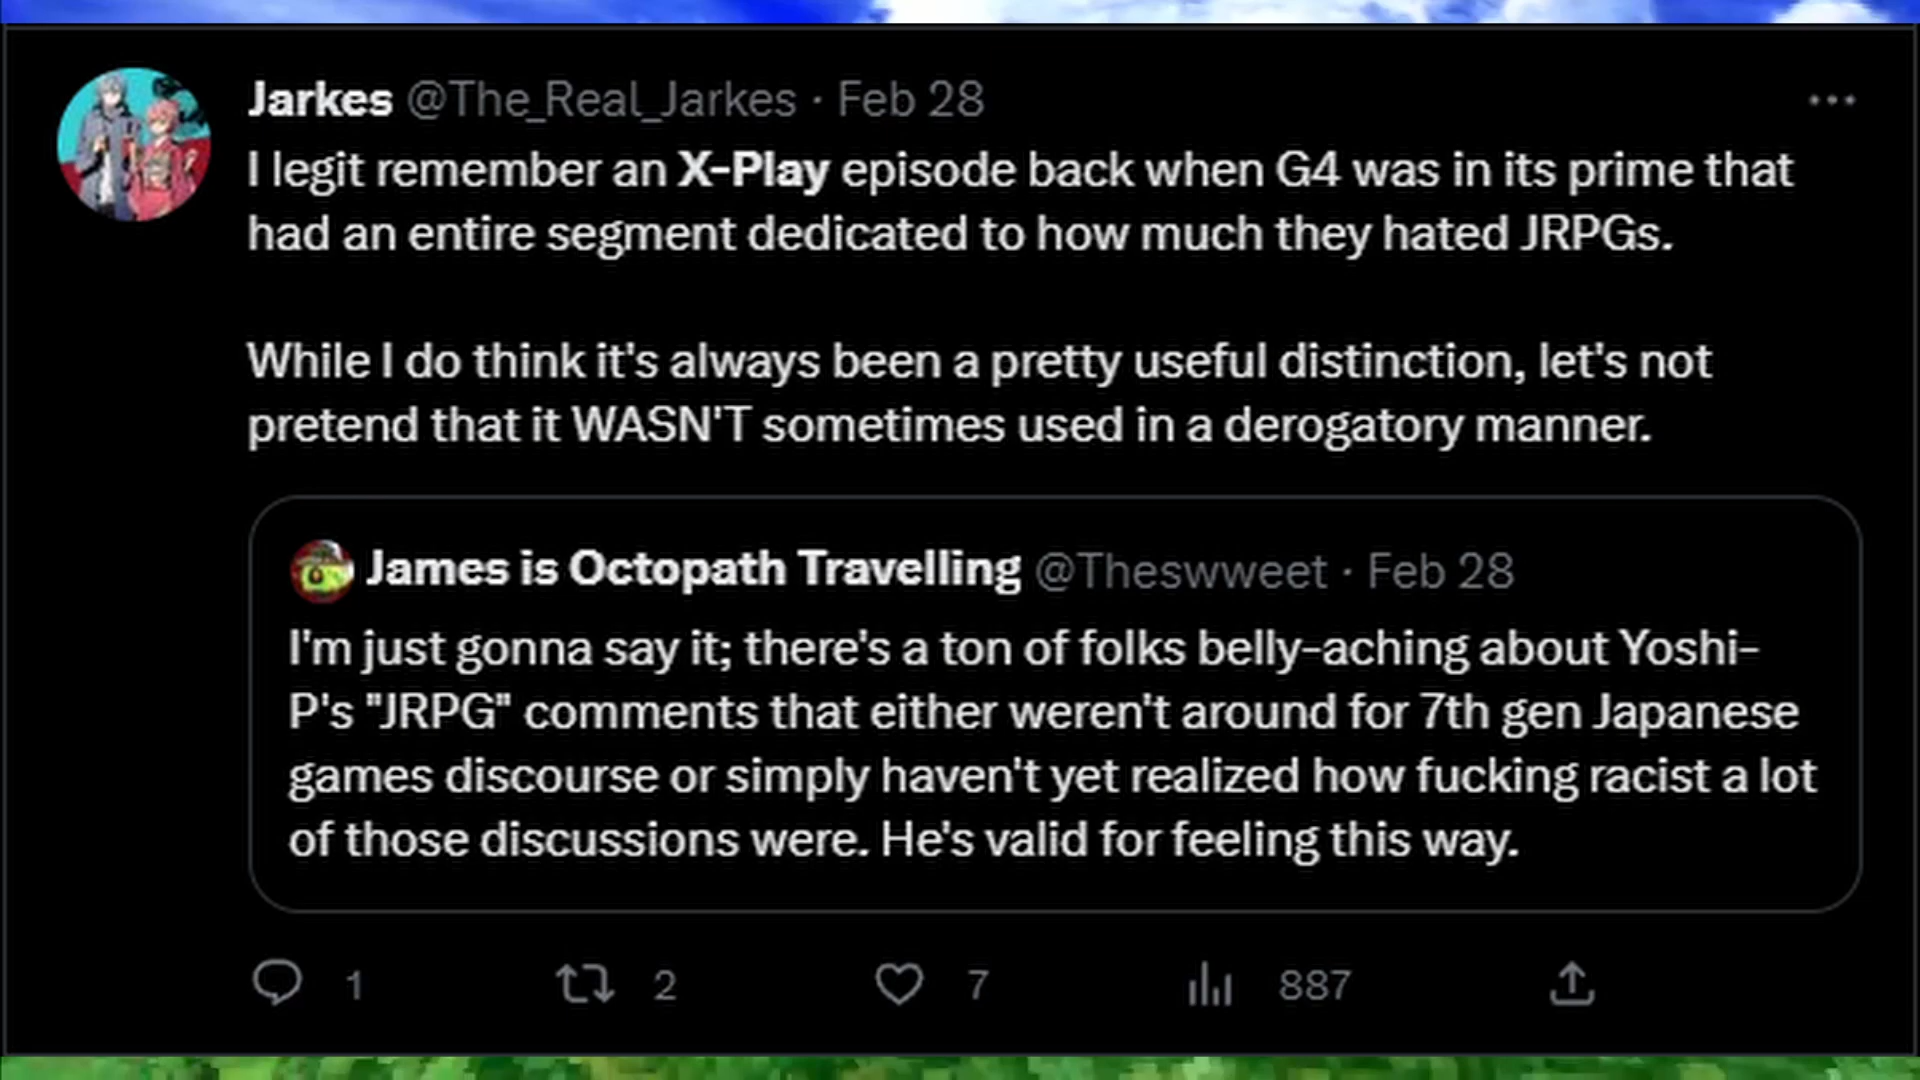 Jarkes @The_Real_Jarkes · Feb 28
I legit remember an X-Play episode back when G4 was in its prime that
had an entire segment dedicated to how much they hated JRPGs.
While I do think it's always been a pretty useful distinction, let's not
pretend that it WASN'T sometimes used in a derogatory manner.
James is Octopath Travelling @Theswweet · Feb 28
I'm just gonna say it; there's a ton of folks belly-aching about Yoshi-
P's "JRPG" comments that either weren't around for 7th gen Japanese
games discourse or simply haven't yet realized how fucking racist a lot
of those discussions were. He's valid for feeling this way.
1 2 7 887